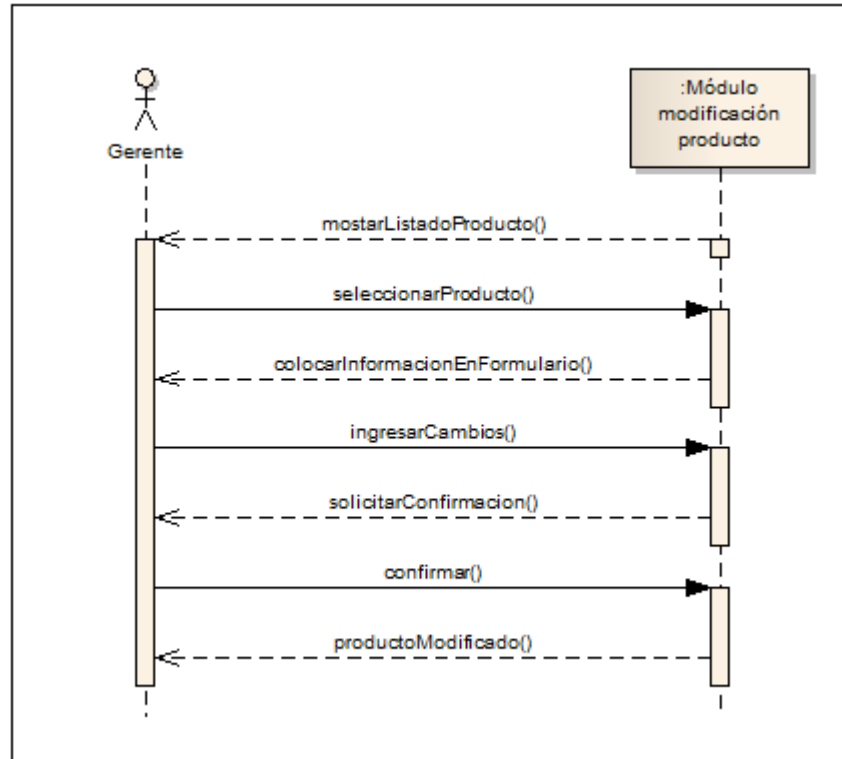 :Módulo
modificación
producto
Gerente
mostarListadoProducto()
seleccionarProducto()
colocarInformacionEnFormulario()
ingresarCambios()
solicitarConfirmacion()
confirmar()
productoModificado()